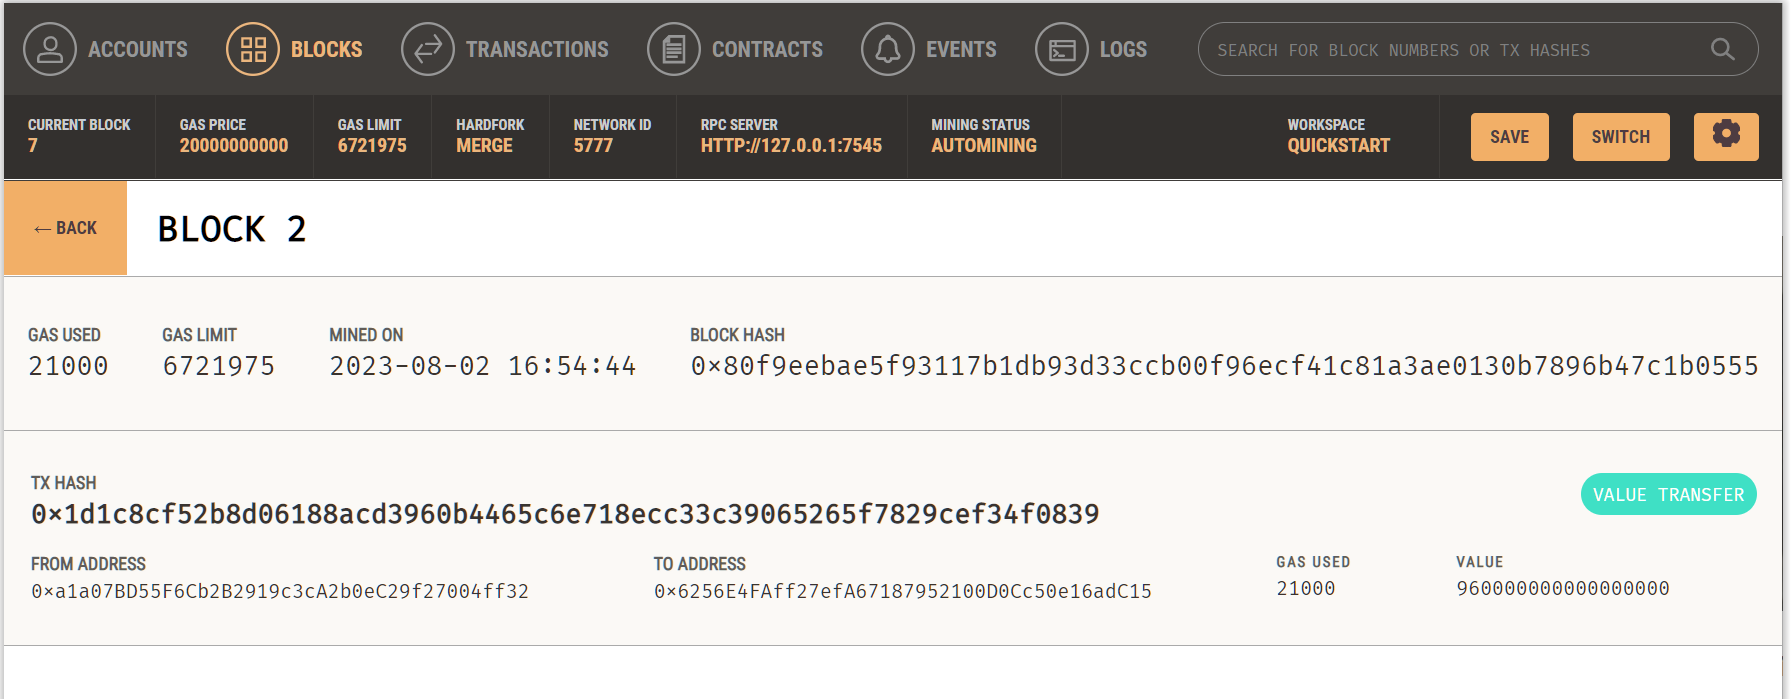 ACCOUNTS BLOCKS TRANSACTIONS CONTRACTS EVENTS LOGS SEARCH FOR BLOCK NUMBERS OR TX HASHES
CURRENT BLOCK GAS PRICE GAS LIMIT HARDFORK NETWORK ID RPC SERVER MINING STATUS WORKSPACE
7 20000000000 6721975 MERGE 5777 HTTP://127.0.0.1:7545 AUTOMINING QUICKSTART SAVE SWITCH
← BACK BLOCK 2
GAS USED GAS LIMIT MINED ON BLOCK HASH
21000 6721975 2023-08-02 16:54:44 0×80f9eebae5f93117b1db93d33ccb00f96ecf41c81a3ae0130b7896b47c1b0555
TX HASH
0×1d1c8cf52b8d06188acd3960b4465c6e718ecc33c39065265f7829cef34f0839
VALUE TRANSFER
FROM ADDRESS TO ADDRESS GAS USED VALUE
0×a1a07BD55F6Cb2B2919c3cA2b0eC29f27004ff32 0×6256E4FAff27efA67187952100D0Cc50e16adC15 21000 960000000000000000